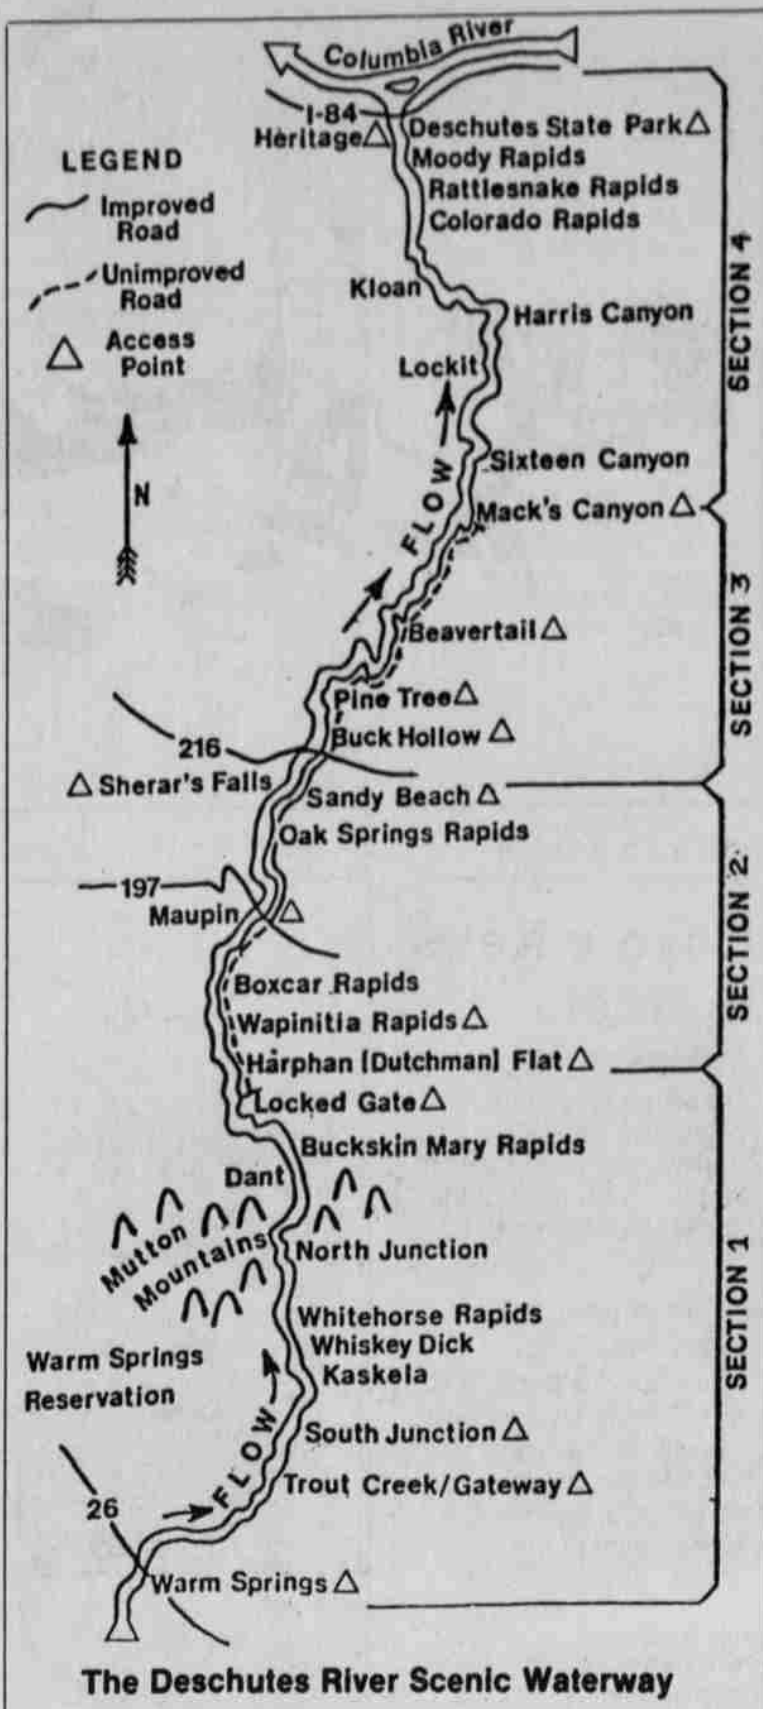 Columbia River
I-84
Heritage
Deschutes State Park
Moody Rapids
Rattlesnake Rapids
Colorado Rapids
LEGEND
Improved
Road
Unimproved
Road
Access
Point
N
Kloan
Harris Canyon
Lockit
SECTION 4
FLOW
Sixteen Canyon
Mack's Canyon
Beavertail
SECTION 3
Pine Tree
Buck Hollow
216
Sherar's Falls
Sandy Beach
Oak Springs Rapids
197
Maupin
SECTION 2
Boxcar Rapids
Wapinitia Rapids
Harphan (Dutchman) Flat
Locked Gate
Buckskin Mary Rapids
Dant
Mutton
Mountains
North Junction
SECTION 1
Whitehorse Rapids
Whiskey Dick
Kaskela
Warm Springs
Reservation
FLOW
South Junction
Trout Creek/Gateway
26
Warm Springs
The Deschutes River Scenic Waterway